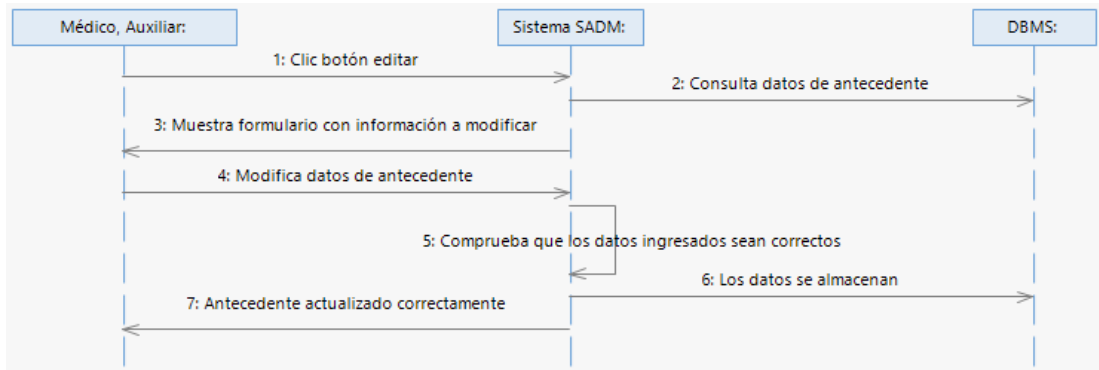 Médico, Auxiliar:
Sistema SADM:
DBMS:
1: Clic botón editar
2: Consulta datos de antecedente
3: Muestra formulario con información a modificar
4: Modifica datos de antecedente
5: Comprueba que los datos ingresados sean correctos
6: Los datos se almacenan
7: Antecedente actualizado correctamente